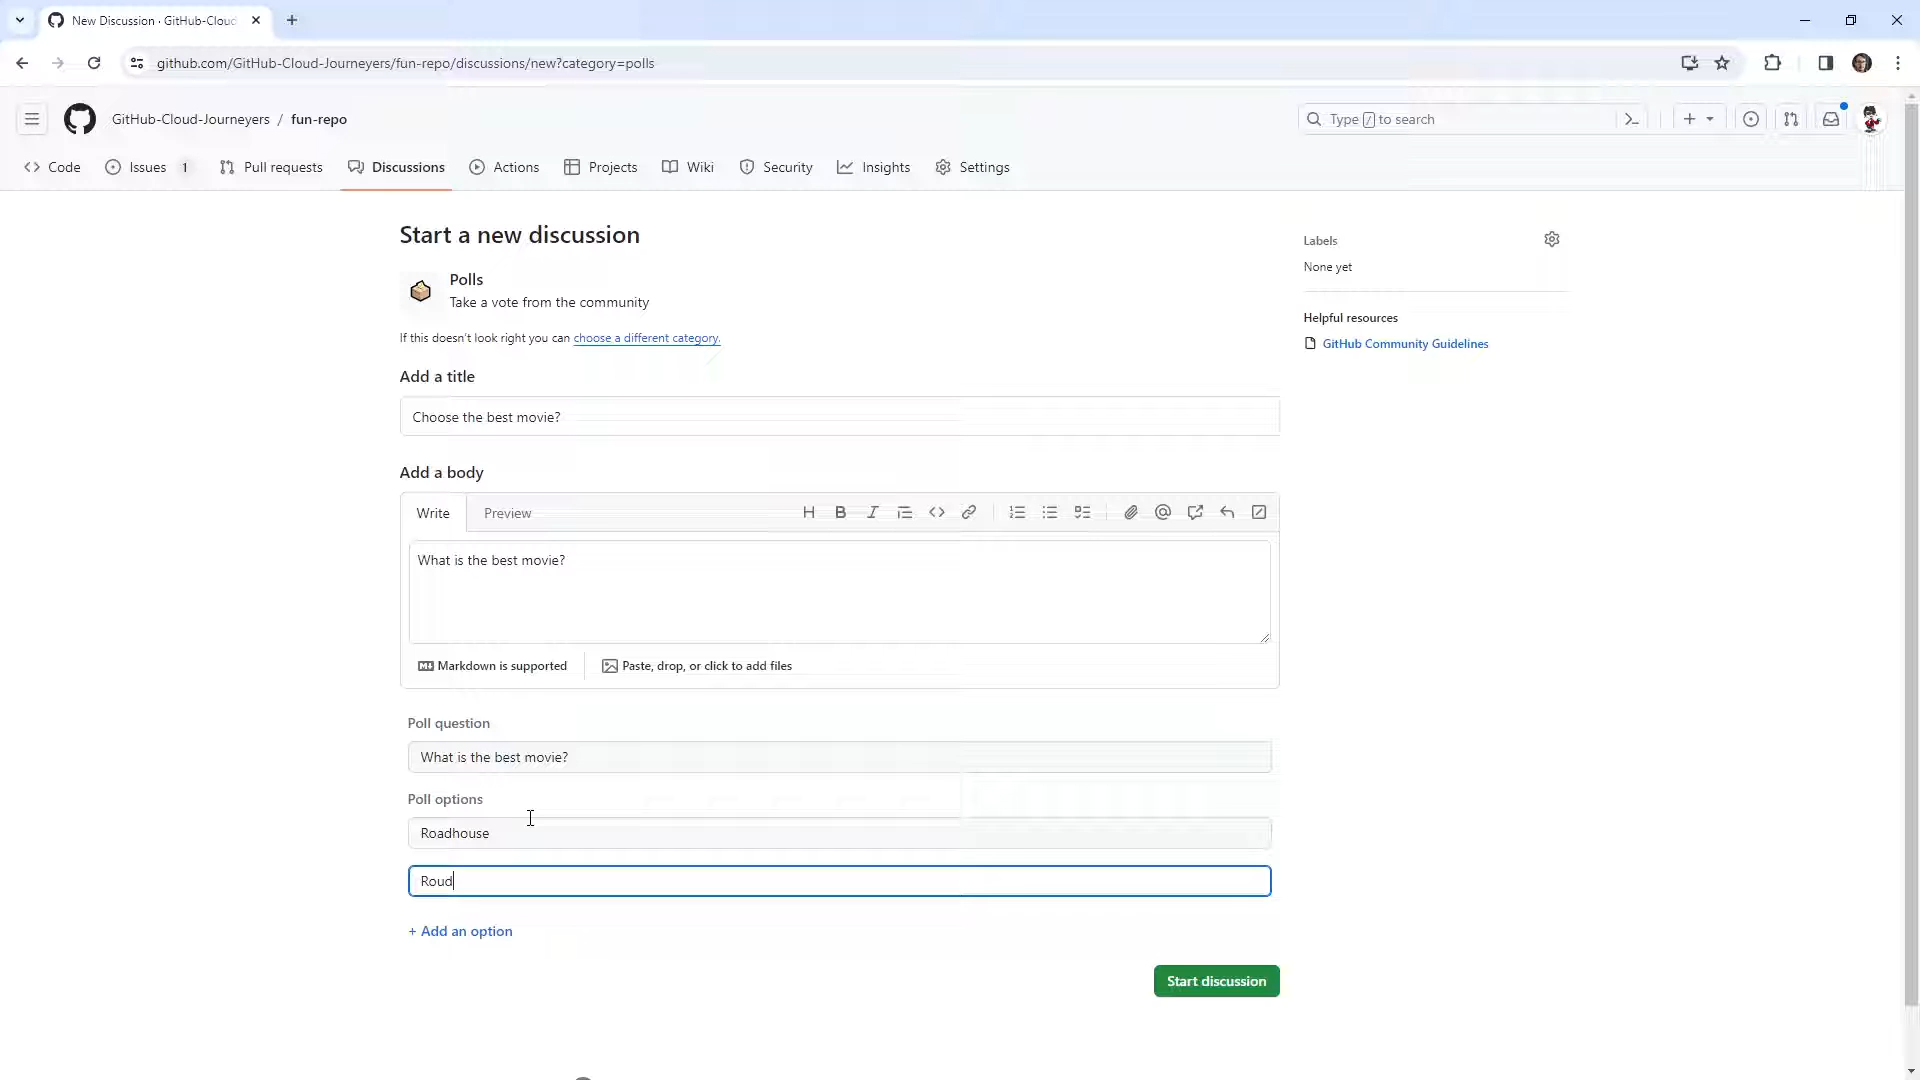 New Discussion · GitHub-Cloud
github.com/GitHub-Cloud-Journeyers/fun-repo/discussions/new?category=polls
GitHub-Cloud-Journeyers / fun-repo
Type / to search
Code
Issues 1
Pull requests
Discussions
Actions
Projects
Wiki
Security
Insights
Settings
Start a new discussion
Polls
Take a vote from the community
If this doesn't look right you can choose a different category.
Labels
None yet
Helpful resources
GitHub Community Guidelines
Add a title
Choose the best movie?
Add a body
Write
Preview
What is the best movie?
Markdown is supported
Paste, drop, or click to add files
Poll question
What is the best movie?
Poll options
Roadhouse
Roud
+ Add an option
Start discussion